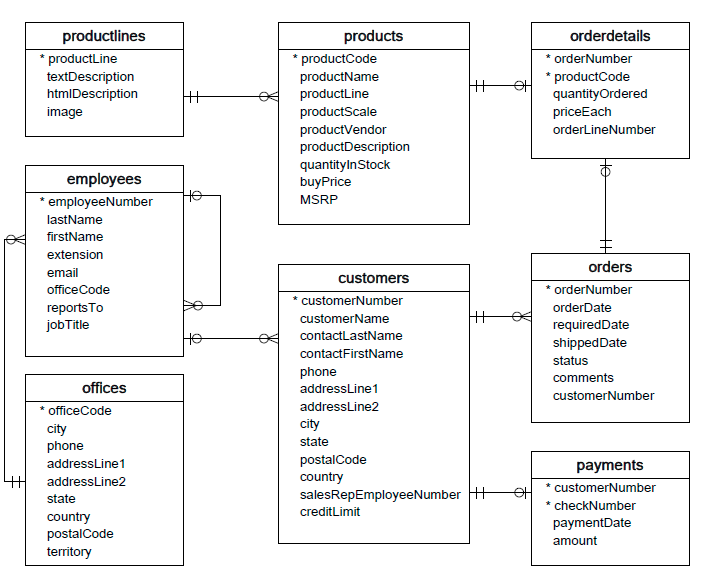 productlines
* productLine
textDescription
htmlDescription
image
products
* productCode
productName
productLine
productScale
productVendor
productDescription
quantityInStock
buyPrice
MSRP
orderdetails
* orderNumber
* productCode
quantityOrdered
priceEach
orderLineNumber
employees
* employeeNumber
lastName
firstName
extension
email
officeCode
reportsTo
jobTitle
customers
* customerNumber
customerName
contactLastName
contactFirstName
phone
addressLine1
addressLine2
city
state
postalCode
country
salesRepEmployeeNumber
creditLimit
orders
* orderNumber
orderDate
requiredDate
shippedDate
status
comments
customerNumber
offices
* officeCode
city
phone
addressLine1
addressLine2
state
country
postalCode
territory
payments
* customerNumber
* checkNumber
paymentDate
amount